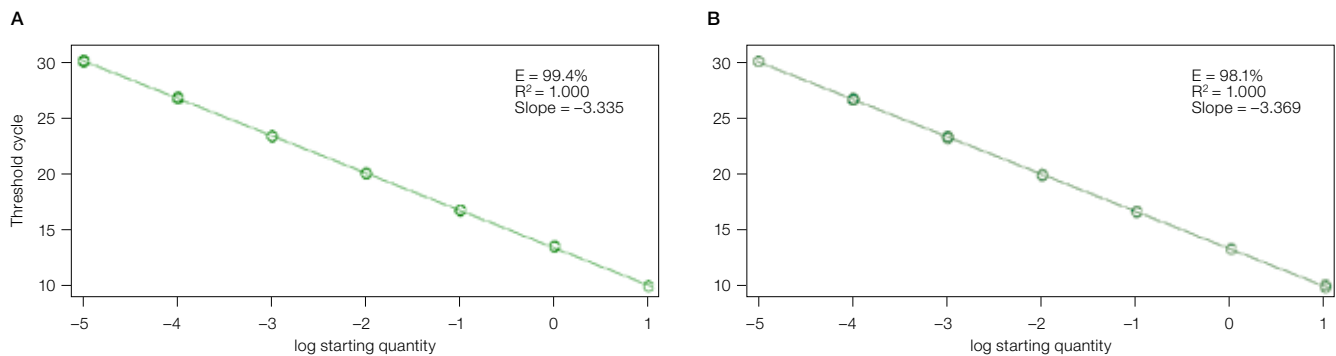 A
Threshold cycle
30
25
20
15
10
E = 99.4%
R² = 1.000
Slope = –3.335
–5 –4 –3 –2 –1 0 1
log starting quantity
B
30
25
20
15
10
E = 98.1%
R² = 1.000
Slope = –3.369
–5 –4 –3 –2 –1 0 1
log starting quantity